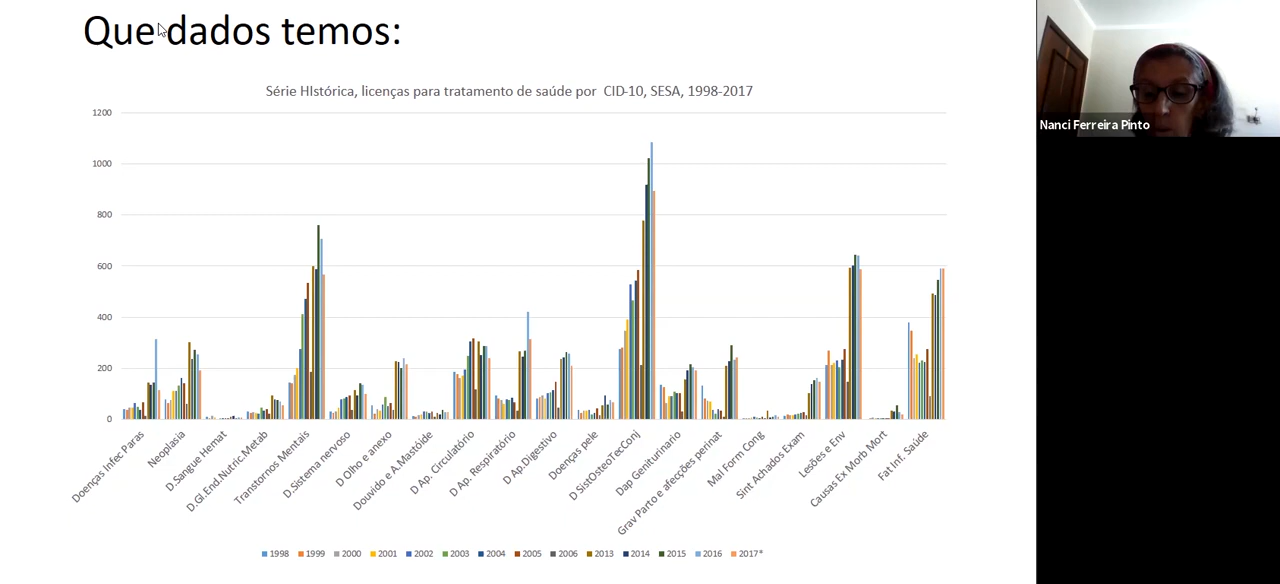 Que dados temos:
Série HIstórica, licenças para tratamento de saúde por CID-10, SESA, 1998-2017
Nanci Ferreira Pinto
1200
1000
800
600
400
200
0
Doenças Infec Paras
Neoplasia
D.Sangue Hemat
D.Gl.End.Nutric.Metab
Transtornos Mentais
D.Sistema nervoso
D Olho e anexo
Douvido e A.Mastóide
D Ap. Circulatório
D Ap. Respiratório
D Ap.Digestivo
Doenças pele
D SistOsteoTecConj
Dap Geniturinario
Grav Parto e afecções perinat
Mal Form Cong
Sint Achados Exam
Lesões e Env
Causas Ex Morb Mort
Fat Inf. Saúde
1998 1999 2000 2001 2002 2003 2004 2005 2006 2013 2014 2015 2016 2017*